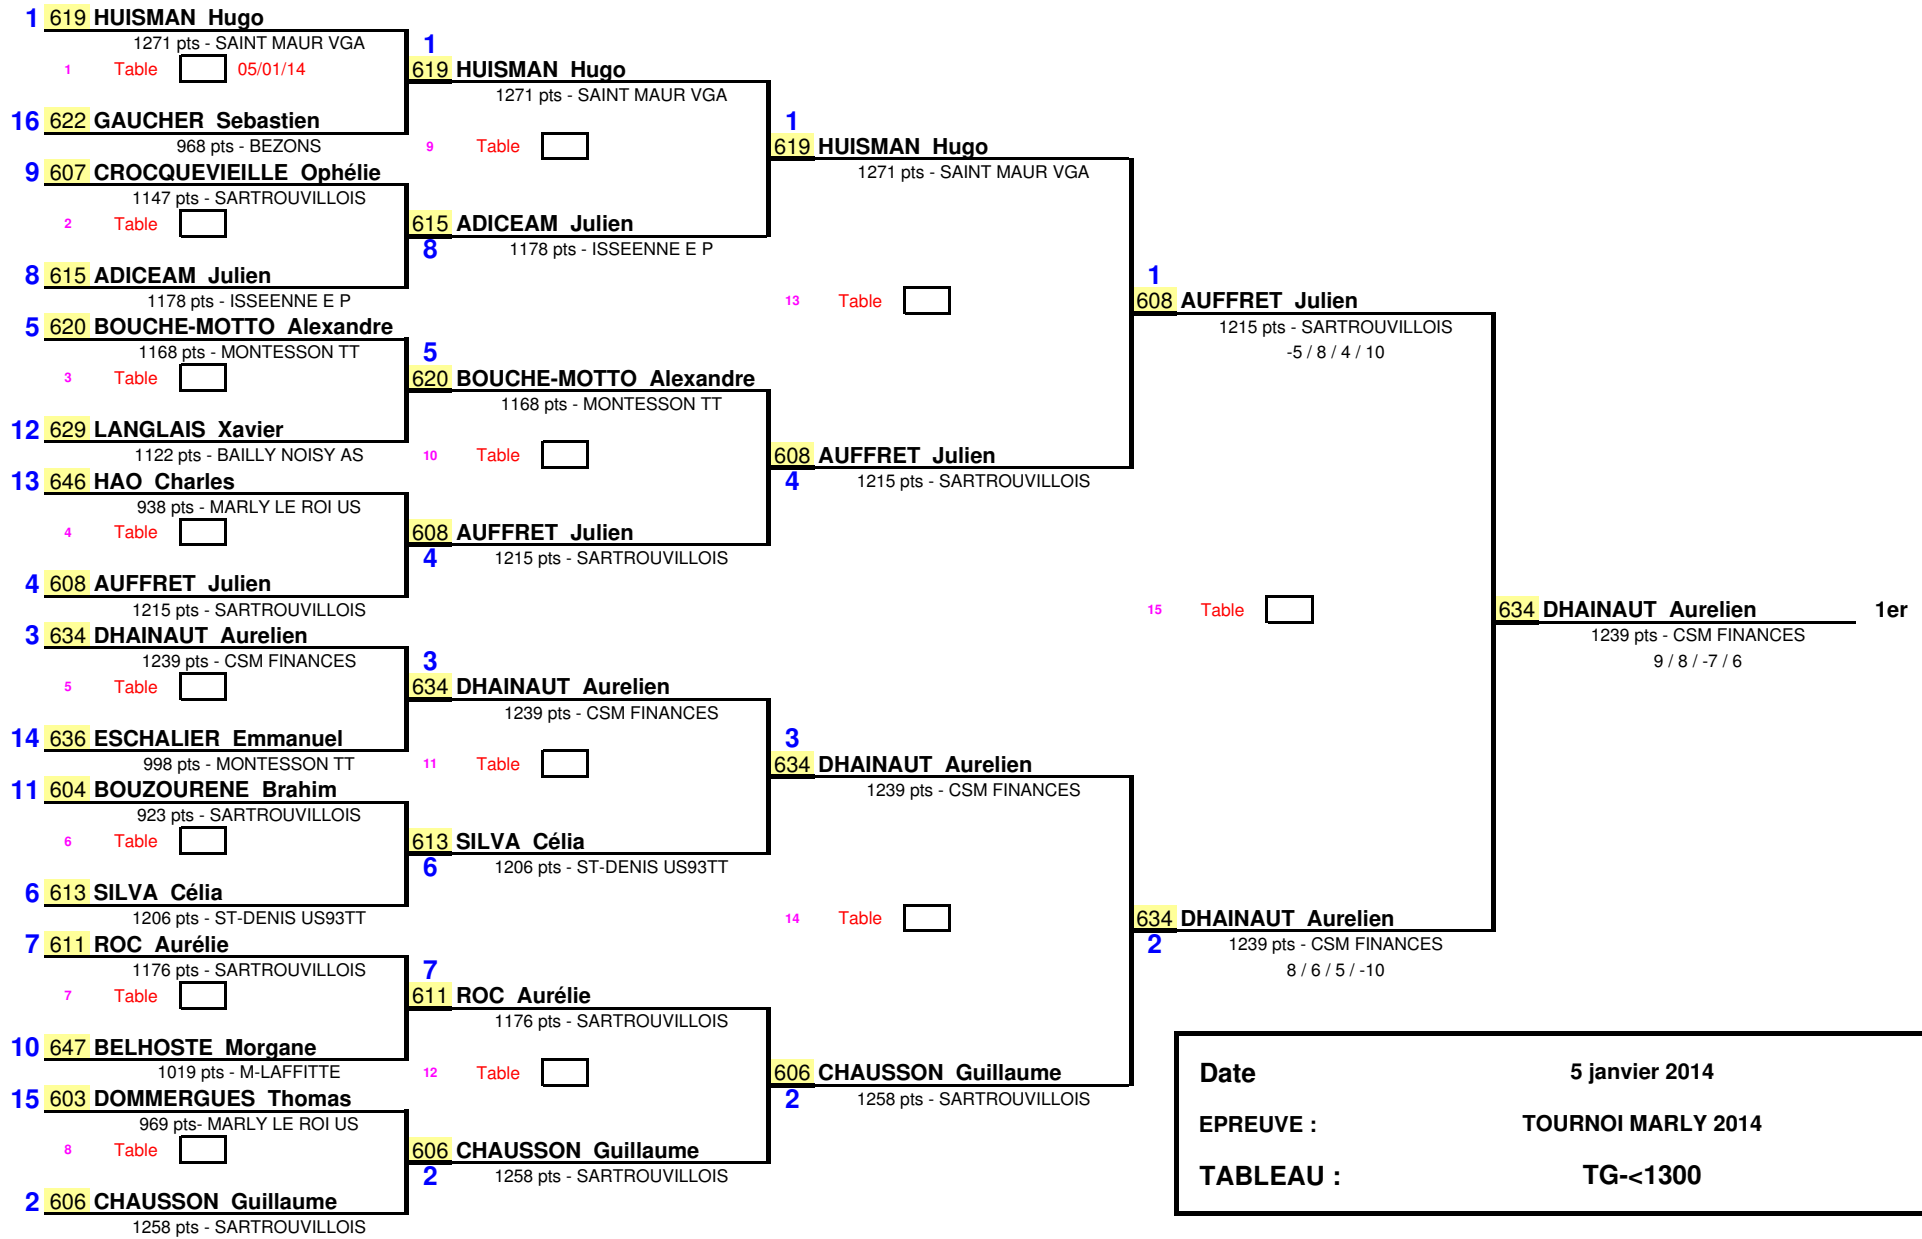 1 619 HUISMAN Hugo
1271 pts - SAINT MAUR VGA
1 Table 05/01/14
16 622 GAUCHER Sebastien
968 pts - BEZONS
9 607 CROCQUEVIEILLE Ophélie
1147 pts - SARTROUVILLOIS
2 Table
8 615 ADICEAM Julien
1178 pts - ISSEENNE E P
5 620 BOUCHE-MOTTO Alexandre
1168 pts - MONTESSON TT
3 Table
12 629 LANGLAIS Xavier
1122 pts - BAILLY NOISY AS
13 646 HAO Charles
938 pts - MARLY LE ROI US
4 Table
4 608 AUFFRET Julien
1215 pts - SARTROUVILLOIS
3 634 DHAINAUT Aurelien
1239 pts - CSM FINANCES
5 Table
14 636 ESCHALIER Emmanuel
998 pts - MONTESSON TT
11 604 BOUZOURENE Brahim
923 pts - SARTROUVILLOIS
6 Table
6 613 SILVA Célia
1206 pts - ST-DENIS US93TT
7 611 ROC Aurélie
1176 pts - SARTROUVILLOIS
7 Table
10 647 BELHOSTE Morgane
1019 pts - M-LAFFITTE
15 603 DOMMERGUES Thomas
969 pts- MARLY LE ROI US
8 Table
2 606 CHAUSSON Guillaume
1258 pts - SARTROUVILLOIS
1
619 HUISMAN Hugo
1271 pts - SAINT MAUR VGA
9 Table
615 ADICEAM Julien
8 1178 pts - ISSEENNE E P
5
620 BOUCHE-MOTTO Alexandre
1168 pts - MONTESSON TT
10 Table
608 AUFFRET Julien
4 1215 pts - SARTROUVILLOIS
3
634 DHAINAUT Aurelien
1239 pts - CSM FINANCES
11 Table
613 SILVA Célia
6 1206 pts - ST-DENIS US93TT
7
611 ROC Aurélie
1176 pts - SARTROUVILLOIS
12 Table
606 CHAUSSON Guillaume
2 1258 pts - SARTROUVILLOIS
1
619 HUISMAN Hugo
1271 pts - SAINT MAUR VGA
13 Table
608 AUFFRET Julien
4 1215 pts - SARTROUVILLOIS
3
634 DHAINAUT Aurelien
1239 pts - CSM FINANCES
14 Table
606 CHAUSSON Guillaume
2 1258 pts - SARTROUVILLOIS
1
608 AUFFRET Julien
1215 pts - SARTROUVILLOIS
-5 / 8 / 4 / 10
15 Table
634 DHAINAUT Aurelien
2 1239 pts - CSM FINANCES
8 / 6 / 5 / -10
634 DHAINAUT Aurelien 1er
1239 pts - CSM FINANCES
9 / 8 / -7 / 6
Date 5 janvier 2014
EPREUVE : TOURNOI MARLY 2014
TABLEAU : TG-<1300